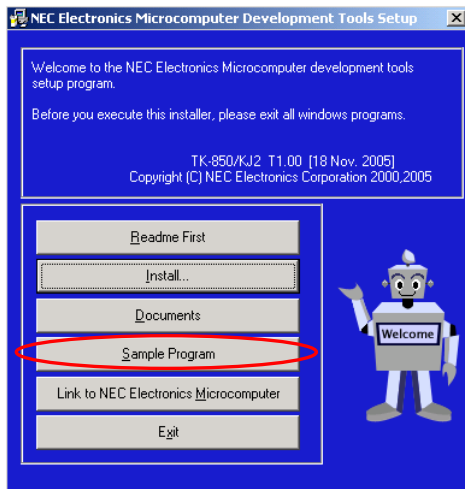 NEC Electronics Microcomputer Development Tools Setup
Welcome to the NEC Electronics Microcomputer development tools
setup program.
Before you execute this installer, please exit all windows programs.
TK-850/KJ2 T1.00 [18 Nov. 2005]
Copyright (C) NEC Electronics Corporation 2000,2005
Readme First
Install...
Documents
Sample Program
Link to NEC Electronics Microcomputer
Exit
Welcome